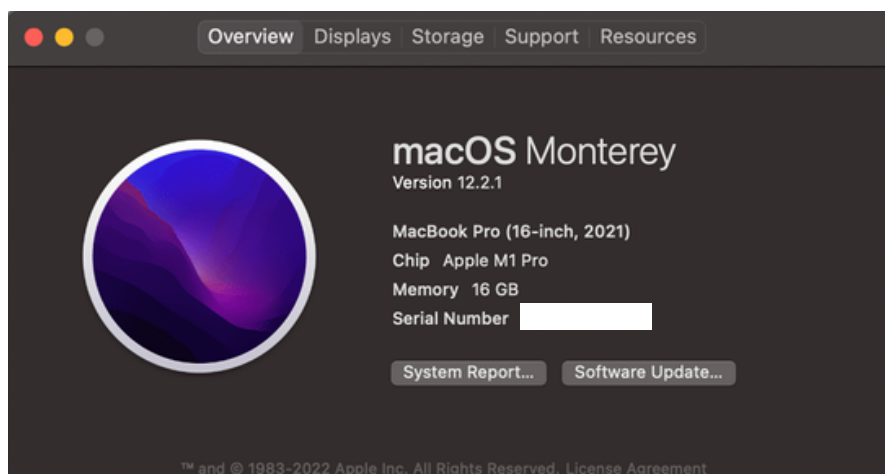 Overview Displays Storage Support Resources
macOS Monterey
Version 12.2.1
MacBook Pro (16-inch, 2021)
Chip Apple M1 Pro
Memory 16 GB
Serial Number
System Report... Software Update...
™ and © 1983-2022 Apple Inc. All Rights Reserved. License Agreement